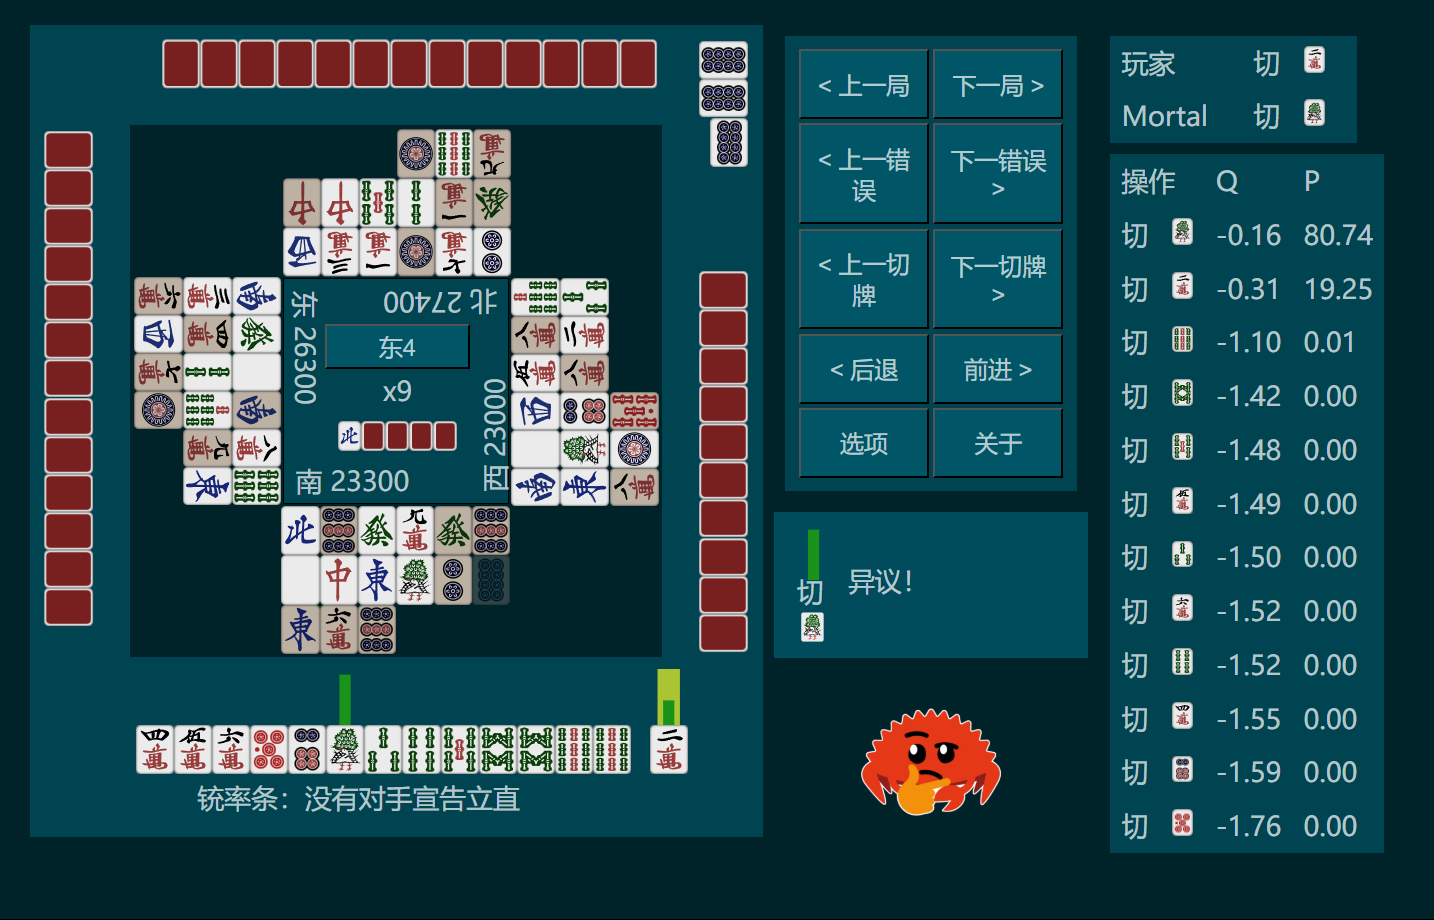 东 26300
北 27400
东4
x9
南 23300
西 23000
铳率条：没有对手宣告立直
< 上一局
下一局 >
< 上一错
误
下一错误
>
< 上一切
牌
下一切牌
>
< 后退
前进 >
选项
关于
切
异议！
玩家 切
Mortal 切
操作 Q P
切 -0.16 80.74
切 -0.31 19.25
切 -1.10 0.01
切 -1.42 0.00
切 -1.48 0.00
切 -1.49 0.00
切 -1.50 0.00
切 -1.52 0.00
切 -1.52 0.00
切 -1.55 0.00
切 -1.59 0.00
切 -1.76 0.00